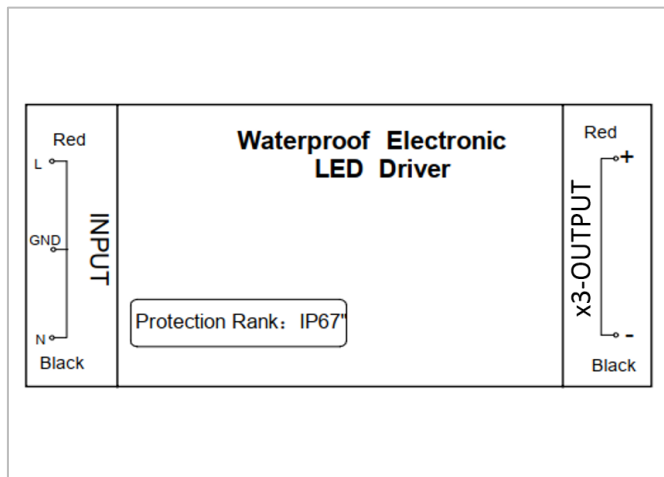 Red
L
GND
N
Black
INPUT
Waterproof Electronic
LED Driver
Protection Rank：IP67"
Red
+
x3-OUTPUT
-
Black